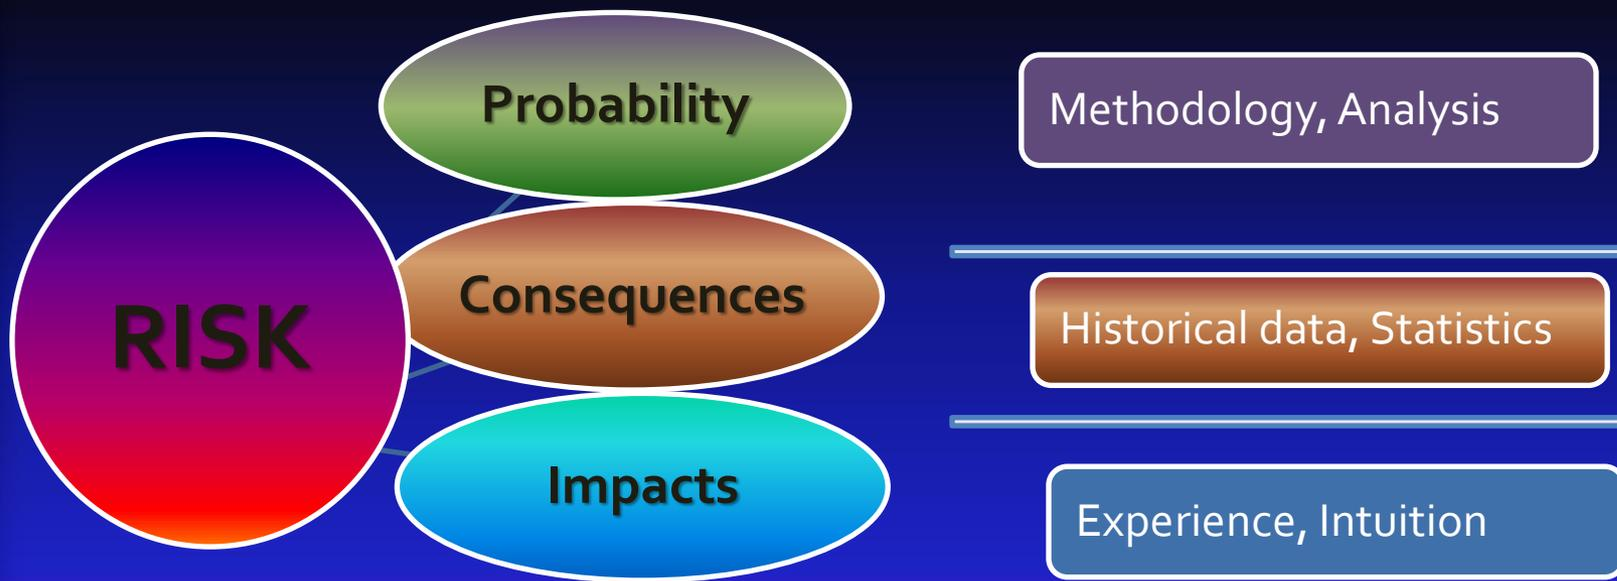 RISK
Probability
Consequences
Impacts
Methodology, Analysis
Historical data, Statistics
Experience, Intuition